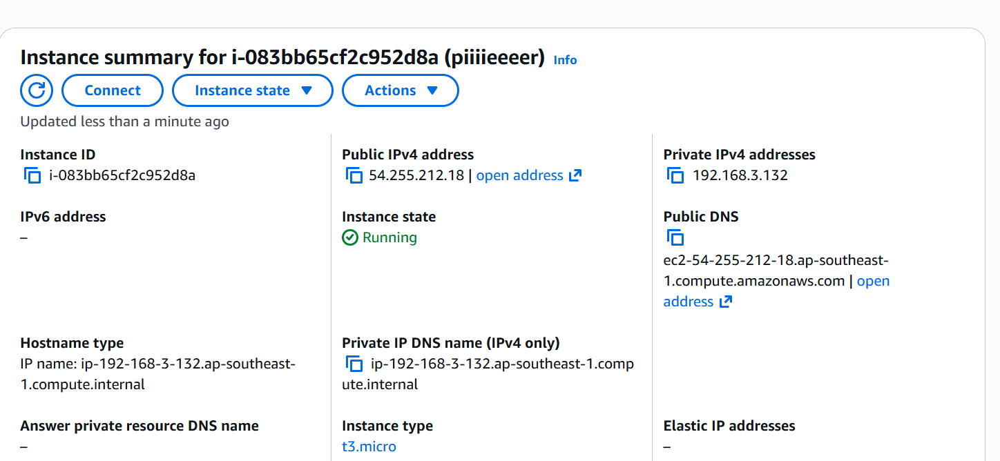 Instance summary for i-083bb65cf2c952d8a (piiiieeeer) Info
Connect
Instance state
Actions
Updated less than a minute ago
Instance ID
i-083bb65cf2c952d8a
Public IPv4 address
54.255.212.18 | open address
Private IPv4 addresses
192.168.3.132
IPv6 address
–
Instance state
Running
Public DNS
ec2-54-255-212-18.ap-southeast-
1.compute.amazonaws.com | open
address
Hostname type
IP name: ip-192-168-3-132.ap-southeast-
1.compute.internal
Private IP DNS name (IPv4 only)
ip-192-168-3-132.ap-southeast-1.comp
ute.internal
Answer private resource DNS name
–
Instance type
t3.micro
Elastic IP addresses
–